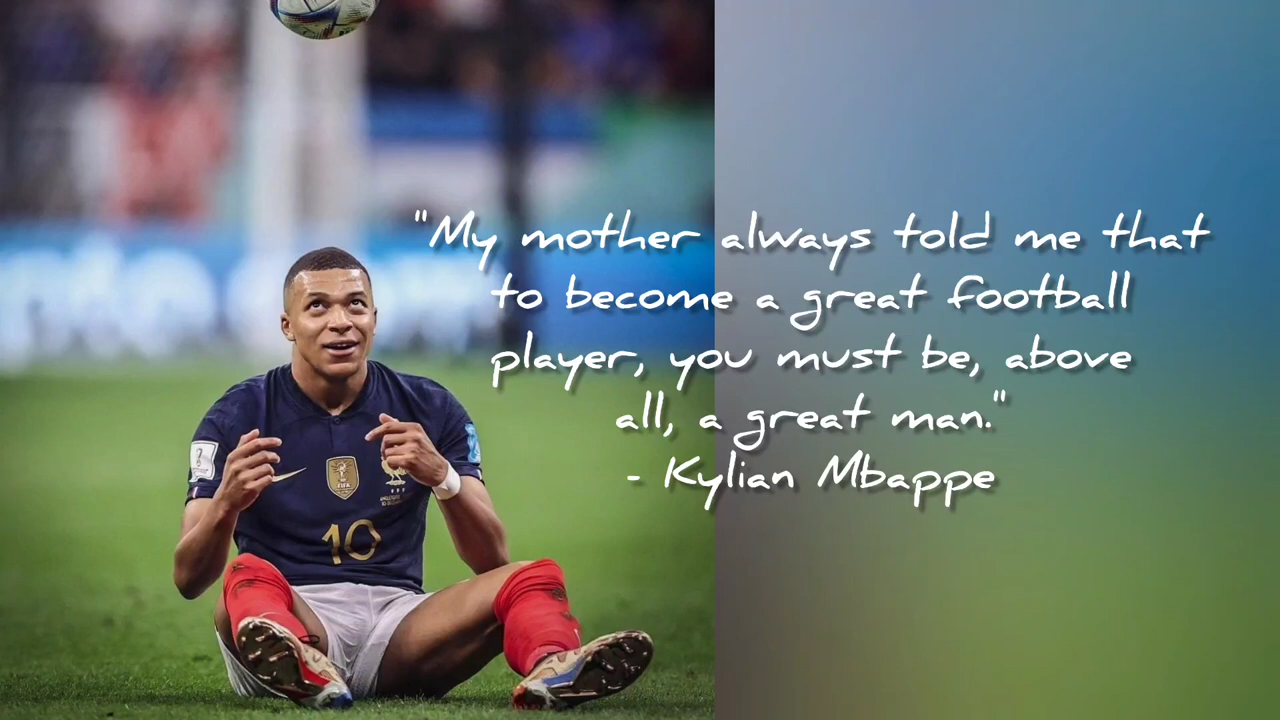 "My mother always told me that
to become a great football
player, you must be, above
all, a great man."
- Kylian Mbappe
FIFA
10